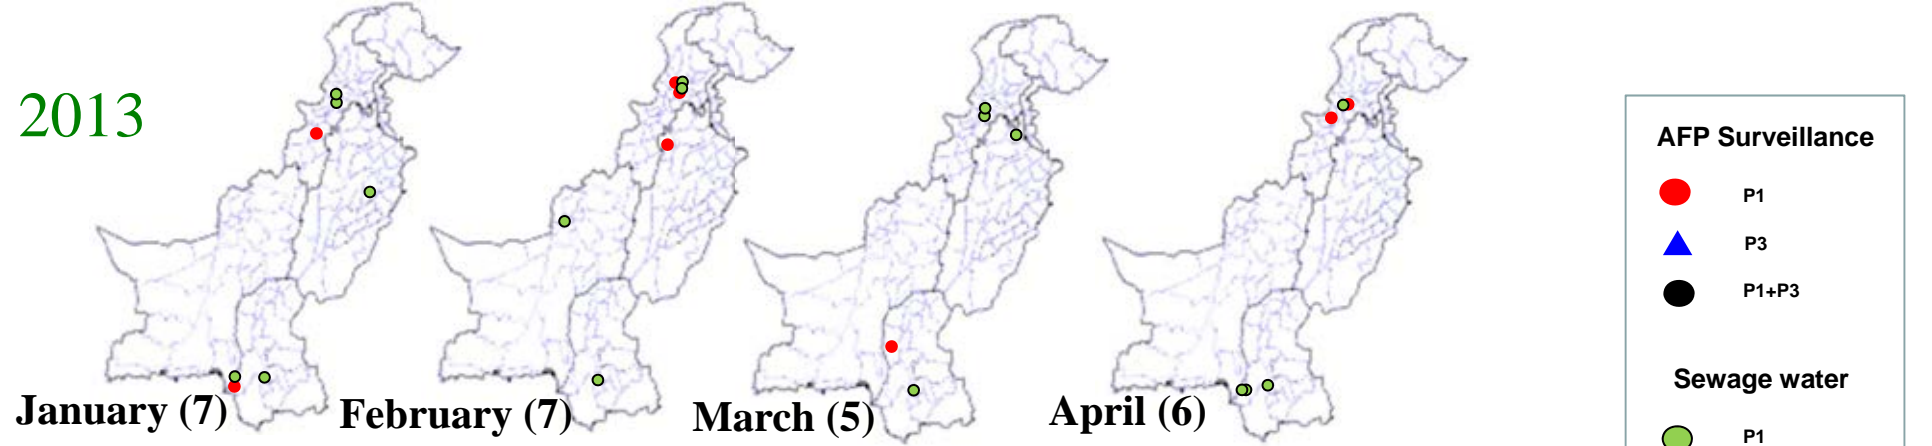 2013
January (7)
February (7)
March (5)
April (6)
AFP Surveillance
P1
P3
P1+P3
Sewage water
P1